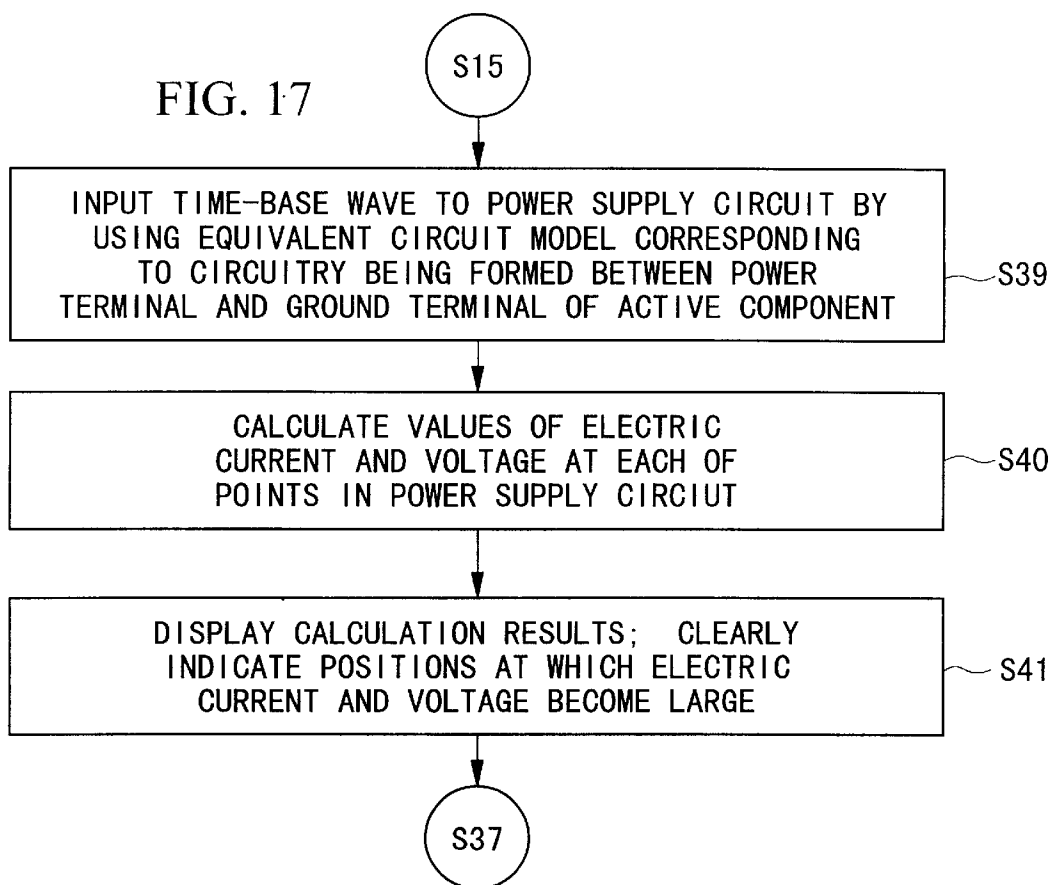 S15
FIG. 17
INPUT TIME-BASE WAVE TO POWER SUPPLY CIRCUIT BY
USING EQUIVALENT CIRCUIT MODEL CORRESPONDING
TO CIRCUITRY BEING FORMED BETWEEN POWER
TERMINAL AND GROUND TERMINAL OF ACTIVE COMPONENT
S39
CALCULATE VALUES OF ELECTRIC
CURRENT AND VOLTAGE AT EACH OF
POINTS IN POWER SUPPLY CIRCIUT
S40
DISPLAY CALCULATION RESULTS; CLEARLY
INDICATE POSITIONS AT WHICH ELECTRIC
CURRENT AND VOLTAGE BECOME LARGE
S41
S37